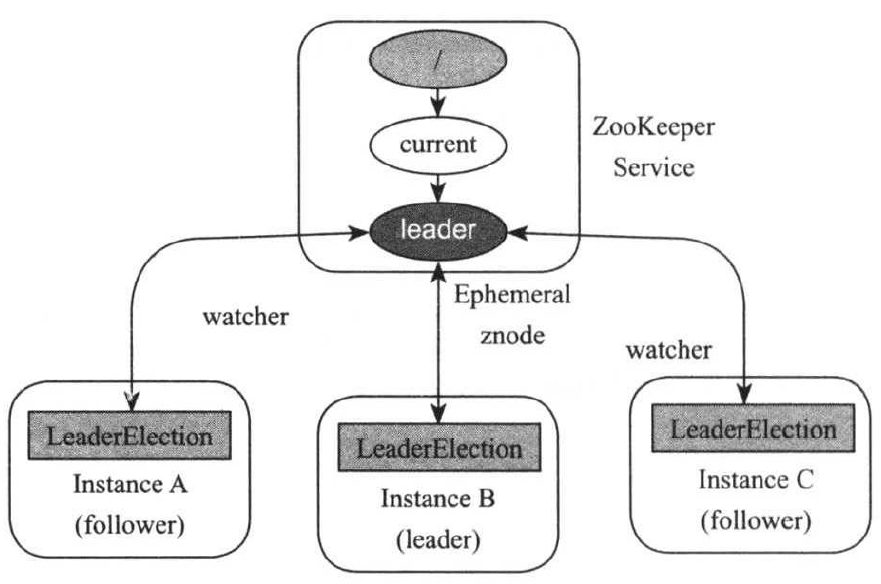 /
current
ZooKeeper
Service
leader
Ephemeral
znode
watcher
watcher
LeaderElection
Instance A
(follower)
LeaderElection
Instance B
(leader)
LeaderElection
Instance C
(follower)